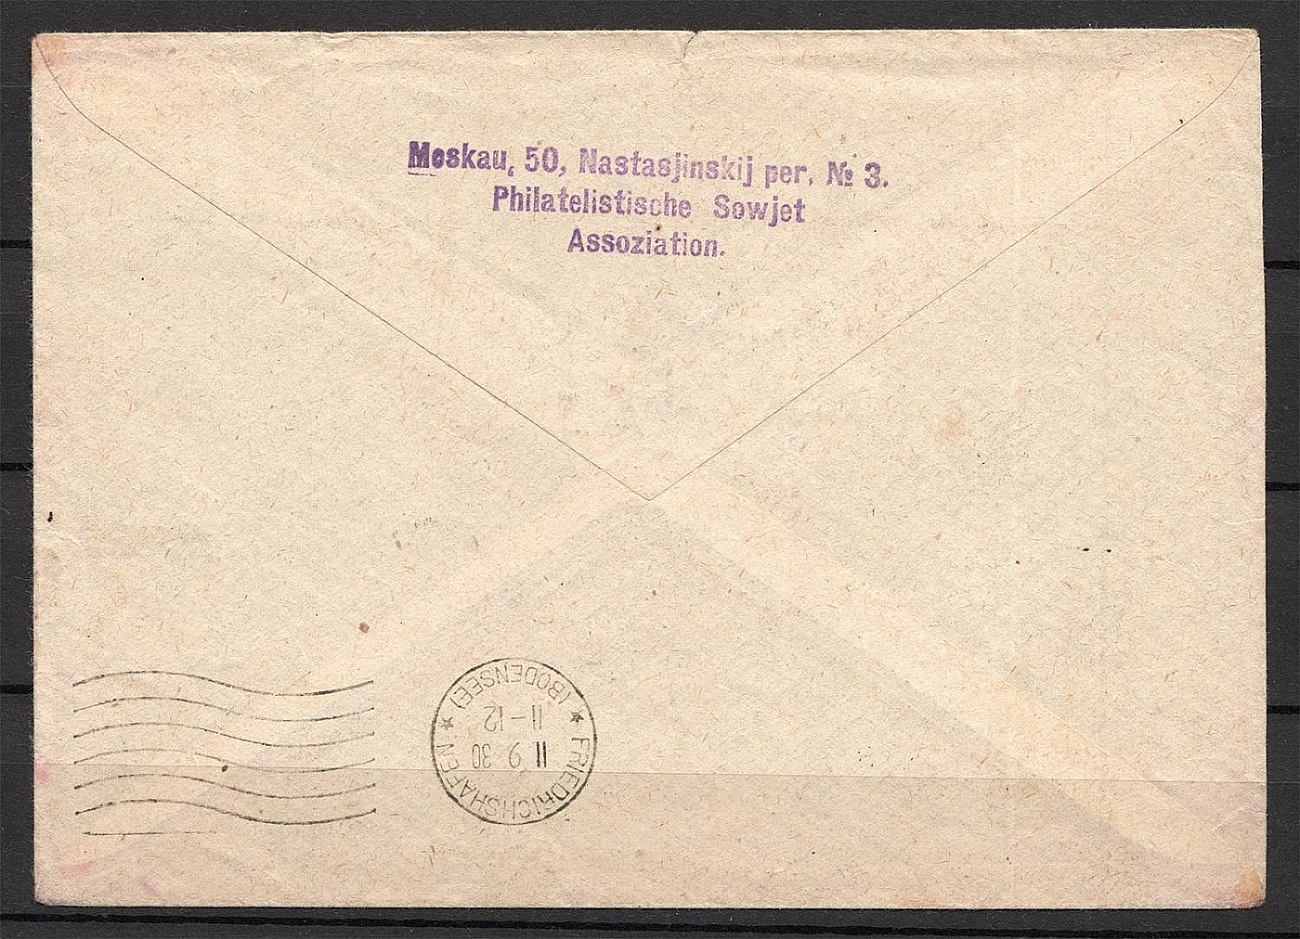 Moskau, 50, Nastasjinskij per. № 3.
Philatelistische Sowjet
Assoziation.
FRIEDRICHSHAFEN
11 9 30
11-12
(BODENSEE)